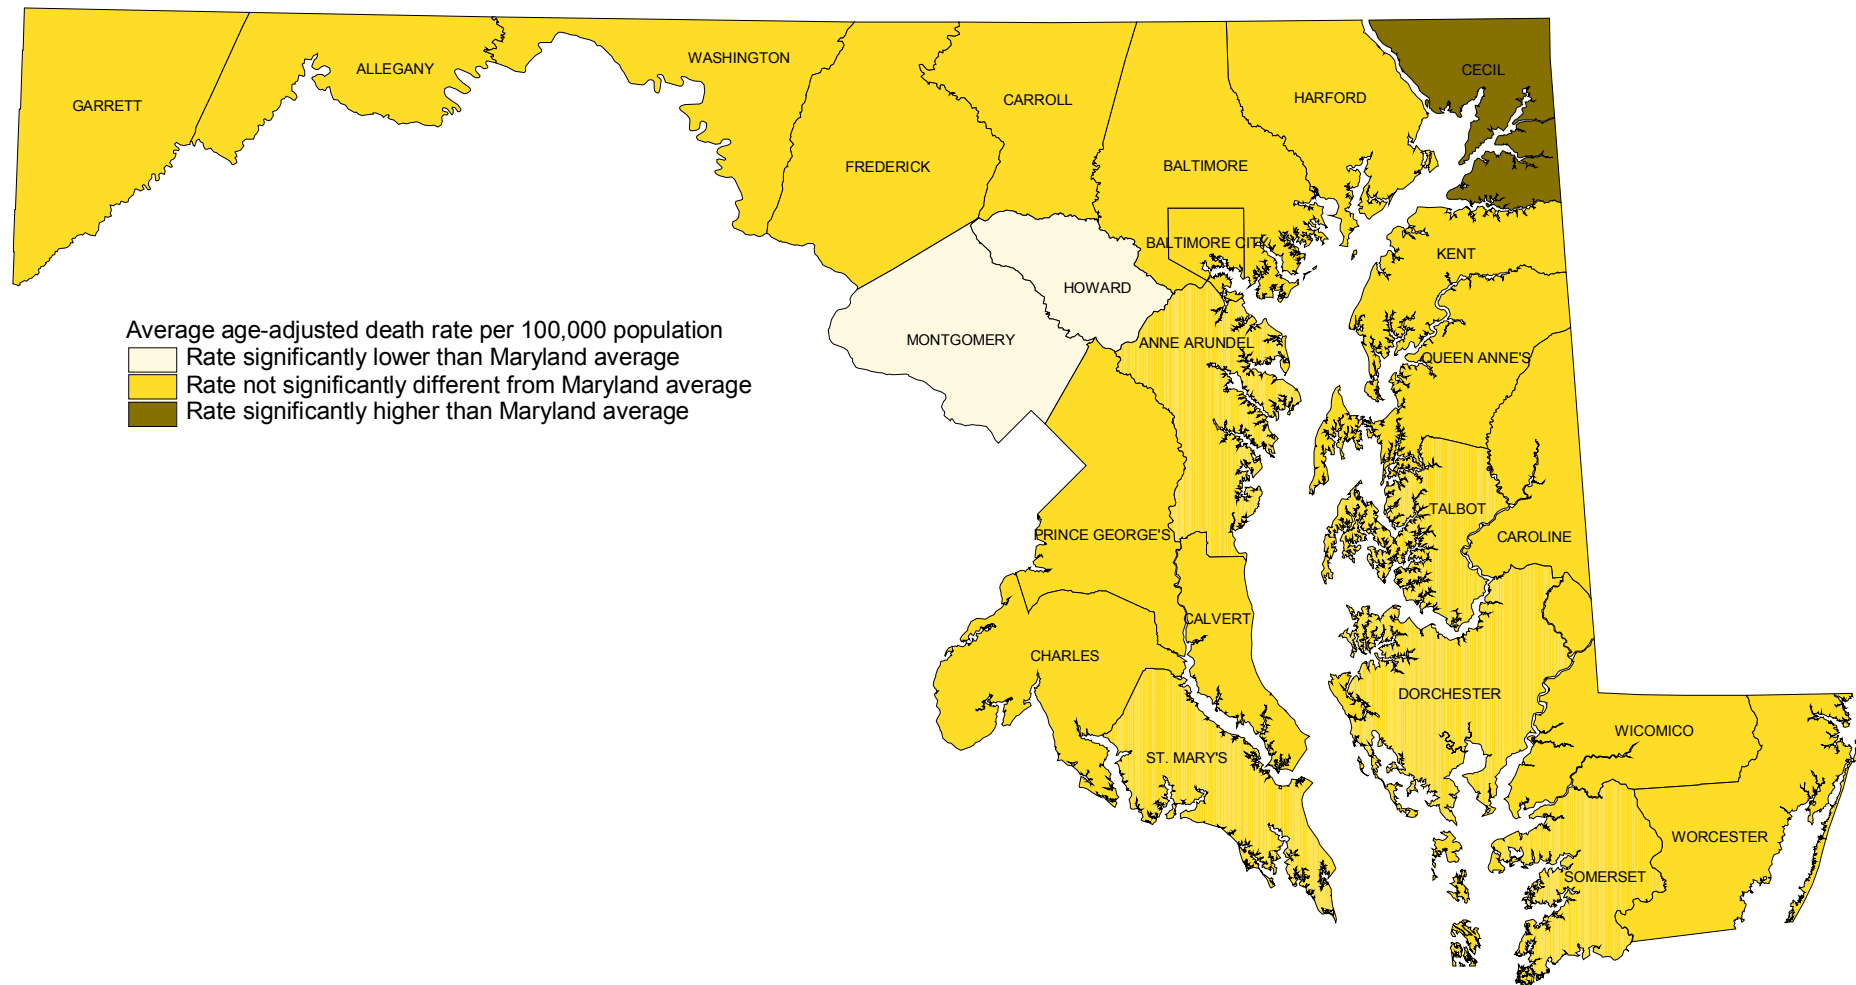 GARRETT
ALLEGANY
WASHINGTON
FREDERICK
CARROLL
BALTIMORE
HARFORD
CECIL
BALTIMORE CITY
KENT
HOWARD
MONTGOMERY
ANNE ARUNDEL
QUEEN ANNE'S
Average age-adjusted death rate per 100,000 population
Rate significantly lower than Maryland average
Rate not significantly different from Maryland average
Rate significantly higher than Maryland average
TALBOT
CAROLINE
PRINCE GEORGE'S
CALVERT
CHARLES
DORCHESTER
WICOMICO
ST. MARY'S
WORCESTER
SOMERSET